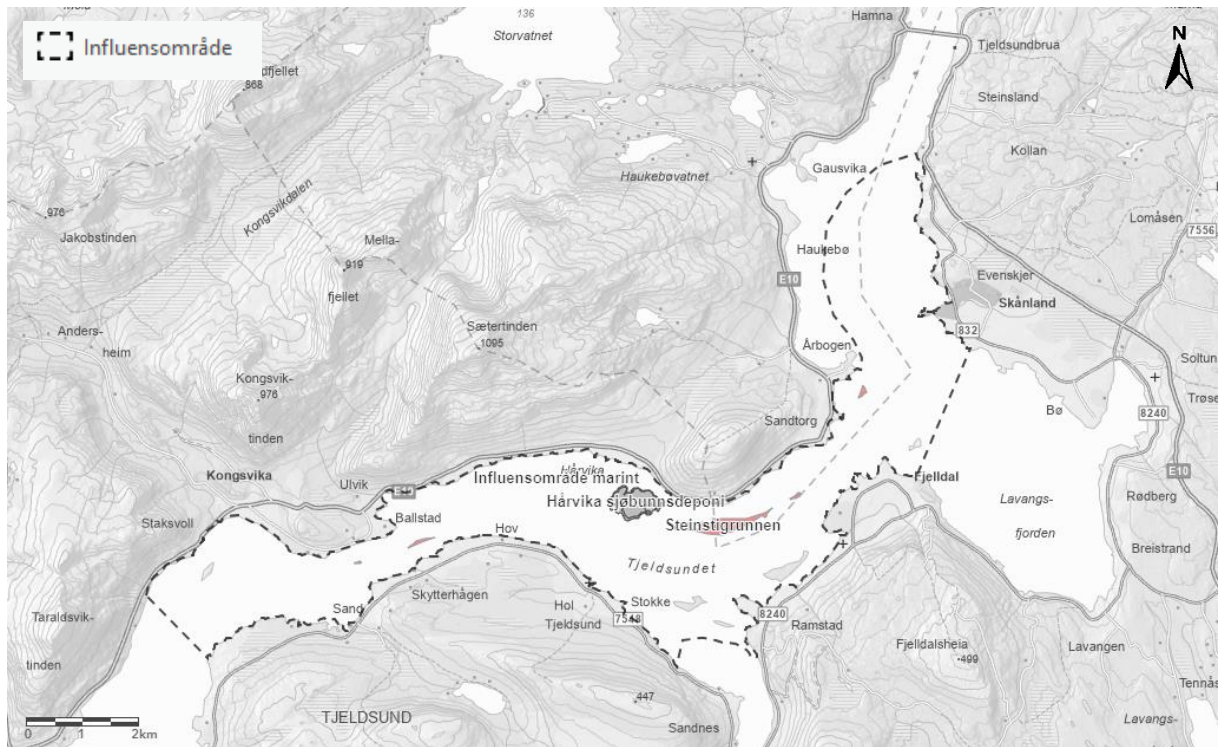 Influensområde
N
136
Storvatnet
Hamna
Tjeldsundbrua
868
Steinsland
Kollan
Gausvika
Haukebøvatnet
Kongsvikdalen
976
Jakobstinden
Mella-
919
fjellet
Lomåsen
7556
Haukebø
E10
Evenskjer
Skånland
832
Sætertinden
1095
Anders-
heim
Årbogen
Soltun
Kongsvik-
976
tinden
Sandtorg
Bø
8240
E10
Kongsvika
Ulvik
Hårvika
Influensområde marint
Hårvika sjøbunnsdeponi
Fjelldal
Lavangs-
fjorden
Rødberg
Staksvoll
Ballstad
Hov
Steinstigrunnen
Breistrand
Tjeldsundet
Taraldsvik-
tinden
Sand
Skytterhågen
Hol
Tjeldsund
Stokke
7548
8240
Ramstad
Fjelldalsheia
499
Lavangen
447
TJELDSUND
Sandnes
Lavangs-
0 1 2km